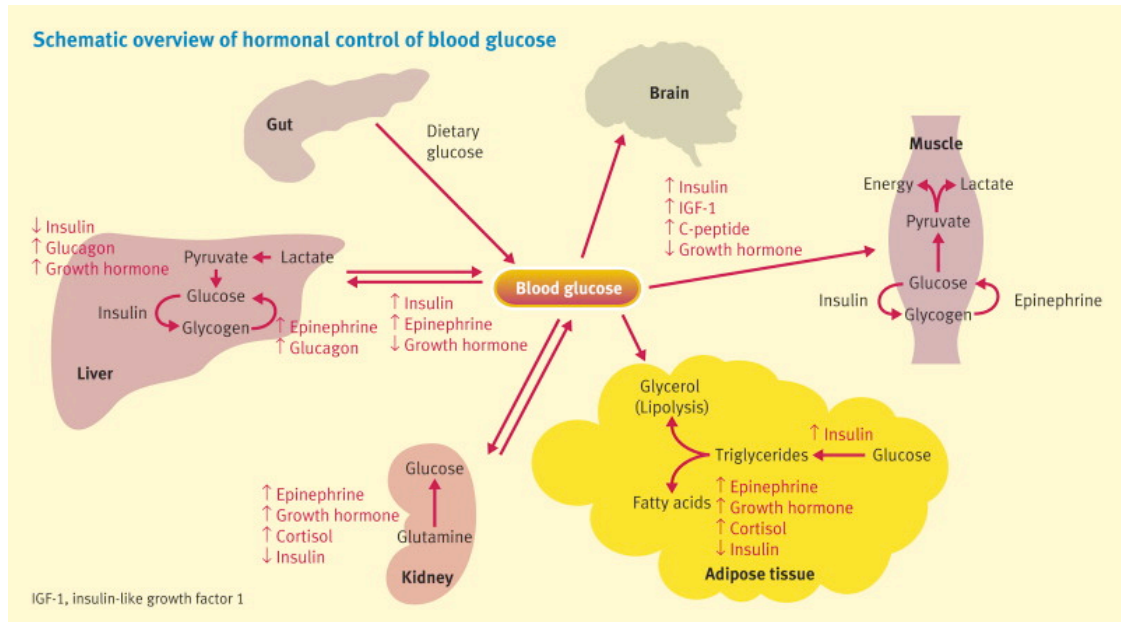 Schematic overview of hormonal control of blood glucose
Gut
Dietary
glucose
Brain
Muscle
Energy
Lactate
Pyruvate
Glucose
Glycogen
Insulin
Epinephrine
↑ Insulin
↑ IGF-1
↑ C-peptide
↓ Growth hormone
↓ Insulin
↑ Glucagon
↑ Growth hormone
Pyruvate
Lactate
Glucose
Insulin
Glycogen
↑ Epinephrine
↑ Glucagon
Liver
↑ Insulin
↑ Epinephrine
↓ Growth hormone
Blood glucose
Glycerol
(Lipolysis)
↑ Insulin
Triglycerides
Glucose
Fatty acids
↑ Epinephrine
↑ Growth hormone
↑ Cortisol
↓ Insulin
Adipose tissue
Glucose
↑ Epinephrine
↑ Growth hormone
↑ Cortisol
↓ Insulin
Glutamine
Kidney
IGF-1, insulin-like growth factor 1